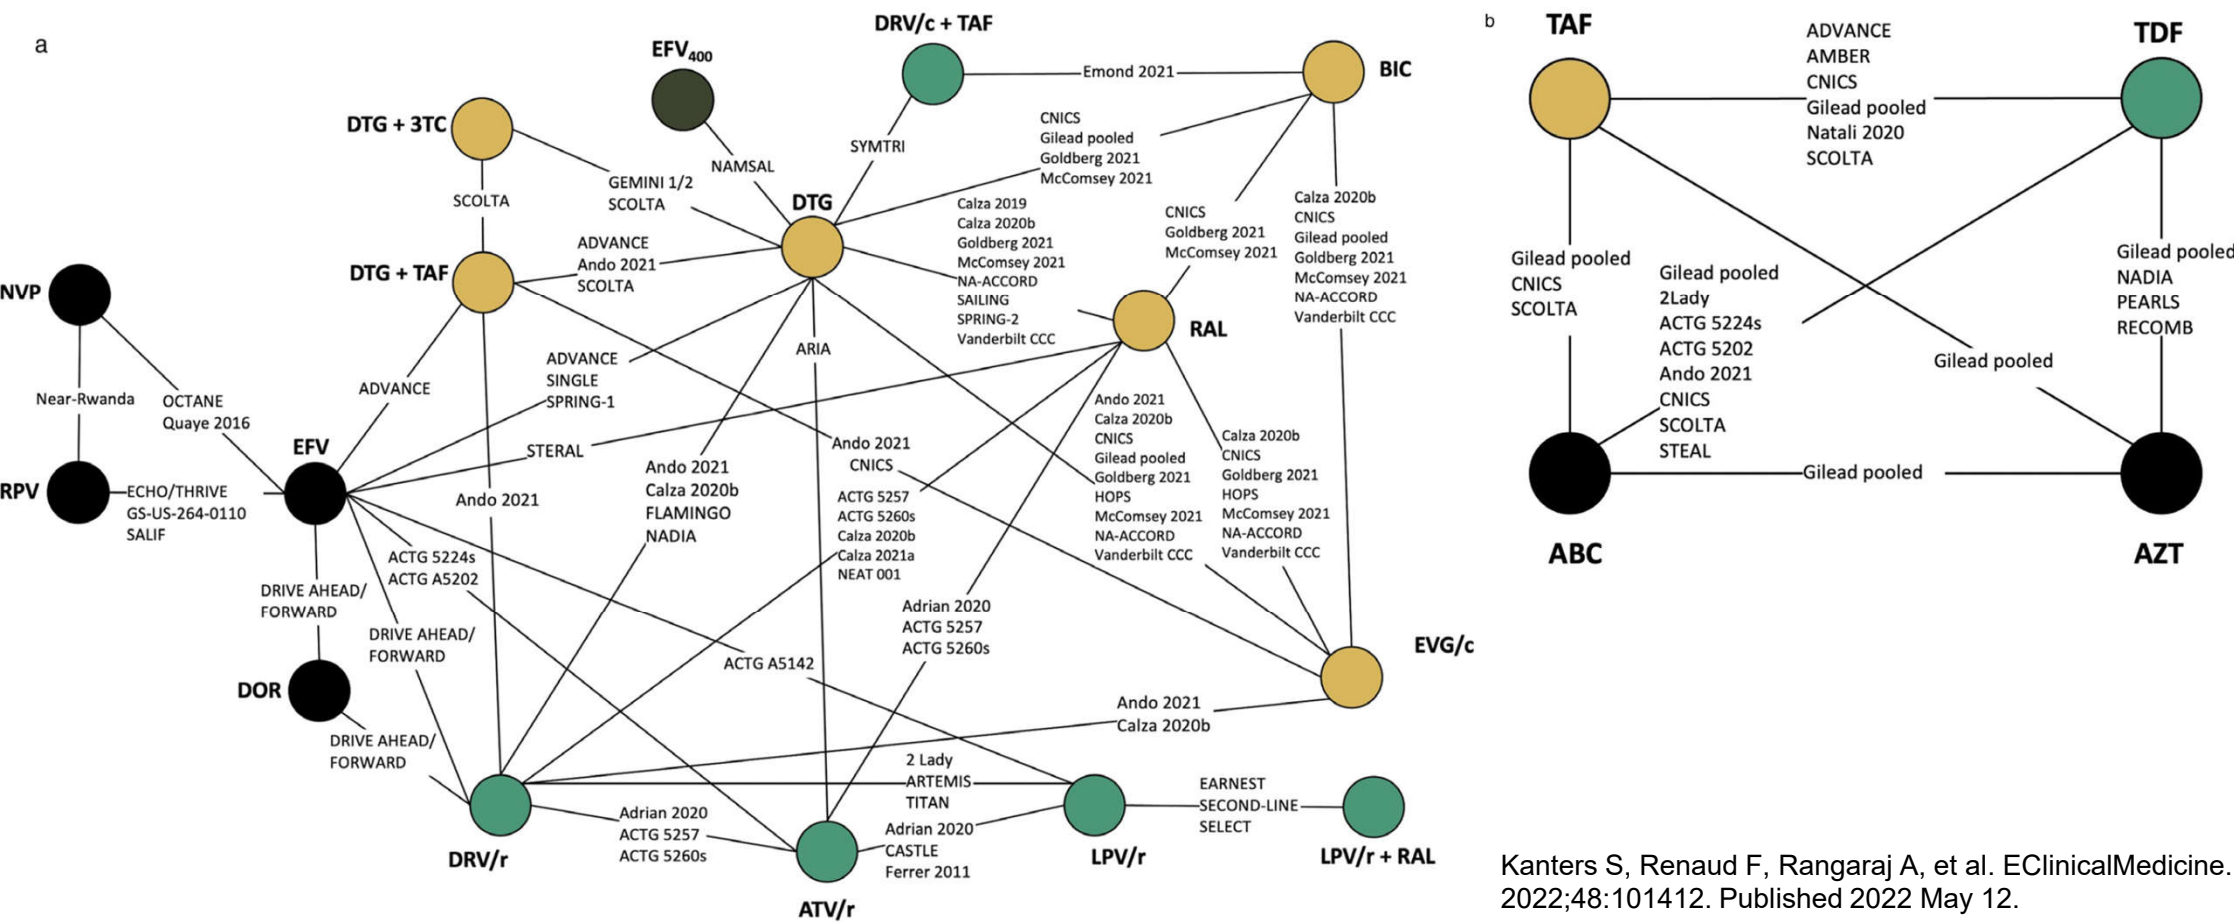 a
DRV/c + TAF
EFV400
Emond 2021
BIC
DTG + 3TC
SYMTRI
CNICS
Gilead pooled
Goldberg 2021
McComsey 2021
NAMSAL
GEMINI 1/2
SCOLTA
SCOLTA
DTG
Calza 2019
Calza 2020b
Goldberg 2021
McComsey 2021
NA-ACCORD
SAILING
SPRING-2
Vanderbilt CCC
CNICS
Goldberg 2021
McComsey 2021
Calza 2020b
CNICS
Gilead pooled
Goldberg 2021
McComsey 2021
NA-ACCORD
Vanderbilt CCC
ADVANCE
Ando 2021
SCOLTA
DTG + TAF
NVP
RAL
ARIA
ADVANCE
SINGLE
SPRING-1
ADVANCE
Near-Rwanda
OCTANE
Quaye 2016
EFV
STERAL
Ando 2021
CNICS
Ando 2021
Calza 2020b
CNICS
Gilead pooled
Goldberg 2021
HOPS
McComsey 2021
NA-ACCORD
Vanderbilt CCC
Calza 2020b
CNICS
Goldberg 2021
HOPS
McComsey 2021
NA-ACCORD
Vanderbilt CCC
RPV
ECHO/THRIVE
GS-US-264-0110
SALIF
Ando 2021
Ando 2021
Calza 2020b
FLAMINGO
NADIA
ACTG 5257
ACTG 5260s
Calza 2020b
Calza 2021a
NEAT 001
ACTG 5224s
ACTG A5202
DRIVE AHEAD/
FORWARD
DRIVE AHEAD/
FORWARD
Adrian 2020
ACTG 5257
ACTG 5260s
ACTG A5142
EVG/c
DOR
Ando 2021
Calza 2020b
DRIVE AHEAD/
FORWARD
2 Lady
ARTEMIS
TITAN
EARNEST
SECOND-LINE
SELECT
Adrian 2020
ACTG 5257
ACTG 5260s
Adrian 2020
CASTLE
Ferrer 2011
DRV/r
ATV/r
LPV/r
LPV/r + RAL
b
TAF
ADVANCE
AMBER
CNICS
Gilead pooled
Natali 2020
SCOLTA
TDF
Gilead pooled
CNICS
SCOLTA
Gilead pooled
2Lady
ACTG 5224s
ACTG 5202
Ando 2021
CNICS
SCOLTA
STEAL
Gilead pooled
NADIA
PEARLS
RECOMB
Gilead pooled
Gilead pooled
ABC
AZT
Kanters S, Renaud F, Rangaraj A, et al. EClinicalMedicine.
2022;48:101412. Published 2022 May 12.